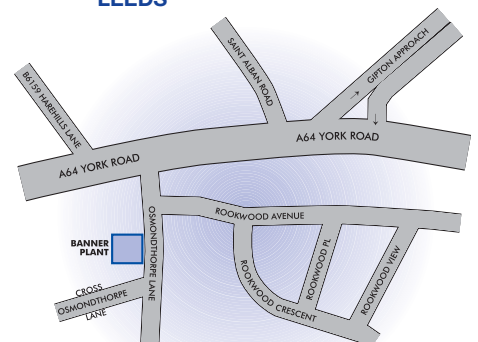 LEEDS
B6159 HAREHILLS LANE
SAINT ALBAN ROAD
GIPTON APPROACH
A64 YORK ROAD
A64 YORK ROAD
ROOKWOOD AVENUE
OSMONDTHORPE LANE
BANNER
PLANT
ROOKWOOD PL
ROOKWOOD VIEW
ROOKWOOD CRESCENT
CROSS
OSMONDTHORPE
LANE